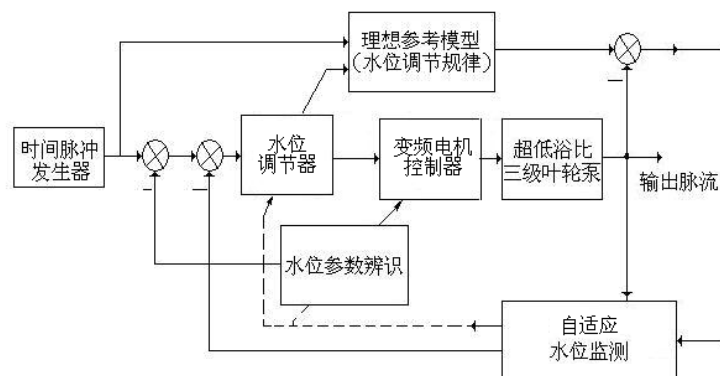 理想参考模型
（水位调节规律）
时间脉冲
发生器
水位
调节器
变频电机
控制器
超低浴比
三级叶轮泵
输出脉流
水位参数辨识
自适应
水位监测